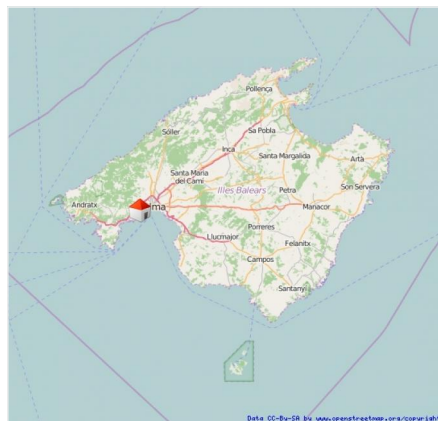 Pollença
Sa Pobla
Sóller
Inca
Santa Margalida
Artà
Santa Maria
del Camí
Illes Balears
Petra
Son Servera
Andratx
Manacor
Porreres
Llucmajor
Felanitx
Campos
Santanyí
Data CC-By-SA by www.openstreetmap.org/copyright